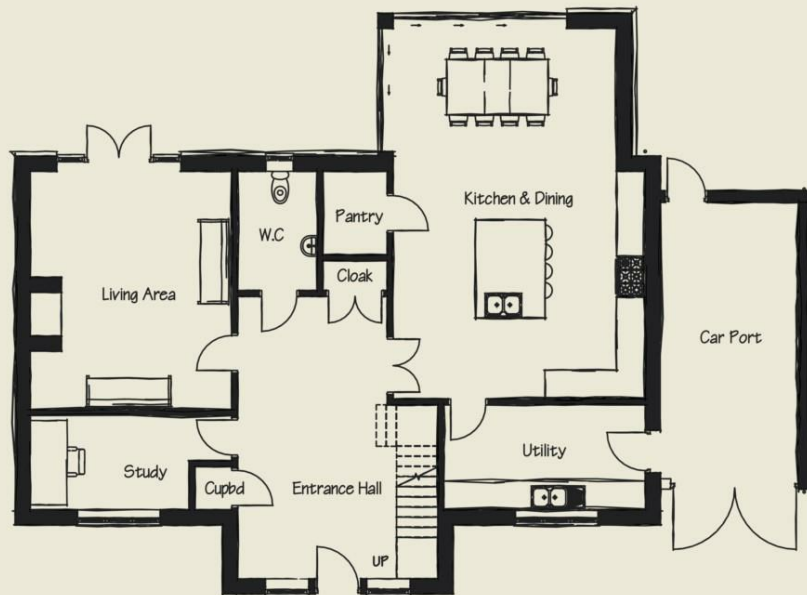 Kitchen & Dining
Pantry
W.C
Cloak
Living Area
Car Port
Utility
Study
Cupbd
Entrance Hall
UP